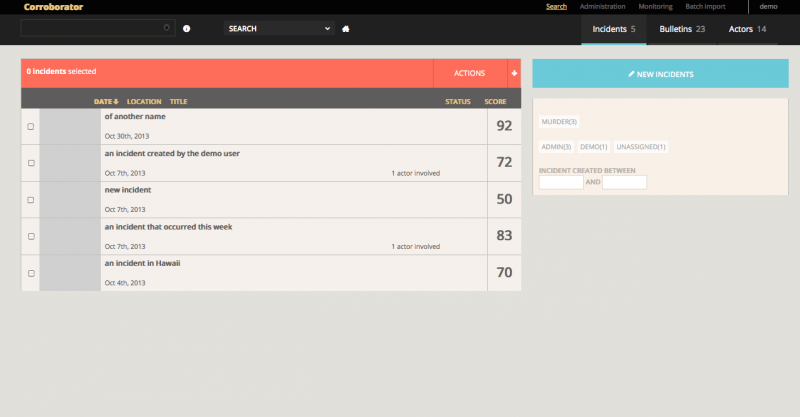 Corroborator
Search Administration Monitoring Batch Import demo
SEARCH
Incidents 5 Bulletins 23 Actors 14
0 incidents selected ACTIONS
NEW INCIDENTS
DATE LOCATION TITLE STATUS SCORE
of another name
Oct 30th, 2013
92
an incident created by the demo user
Oct 7th, 2013 1 actor involved
72
new incident
Oct 7th, 2013
50
an incident that occurred this week
Oct 7th, 2013 1 actor involved
83
an incident in Hawaii
Oct 4th, 2013
70
MURDER(3)
ADMIN(3) DEMO(1) UNASSIGNED(1)
INCIDENT CREATED BETWEEN
AND